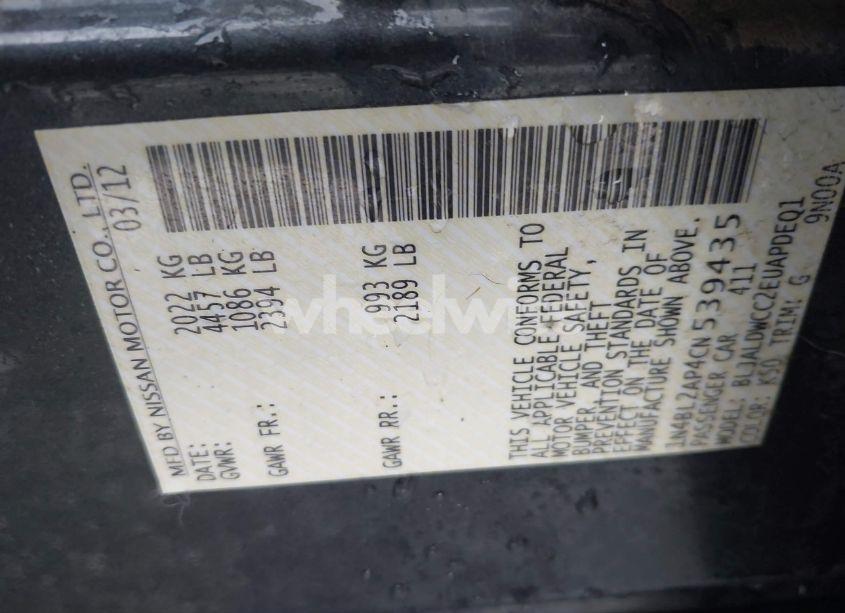 MFD BY NISSAN MOTOR CO., LTD.
DATE: 03/12
GVWR: 2022 KG
4457 LB
GAWR FR.: 1086 KG
2394 LB
GAWR RR.: 993 KG
2189 LB
THIS VEHICLE CONFORMS TO
ALL APPLICABLE FEDERAL
MOTOR VEHICLE SAFETY,
BUMPER, AND THEFT
PREVENTION STANDARDS IN
EFFECT ON THE DATE OF
MANUFACTURE SHOWN ABOVE.
1N4BL2AP4CN539435
PASSENGER CAR 411
MODEL: BLJALDWCC2EUAPDEQ1
COLOR: K50 TRIM: G 9N00A